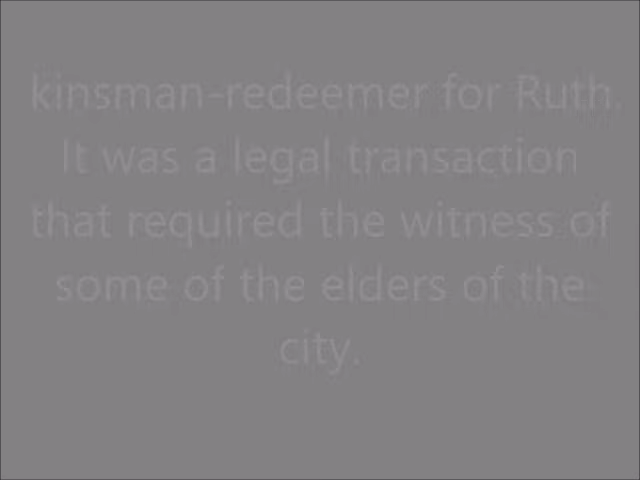 kinsman-redeemer for Ruth.
It was a legal transaction
that required the witness of
some of the elders of the
city.